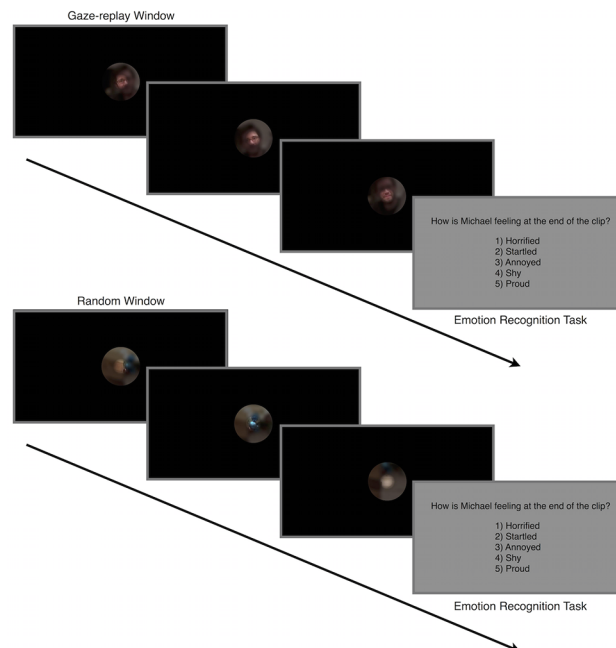 Gaze-replay Window
How is Michael feeling at the end of the clip?
1) Horrified
2) Startled
3) Annoyed
4) Shy
5) Proud
Emotion Recognition Task
Random Window
How is Michael feeling at the end of the clip?
1) Horrified
2) Startled
3) Annoyed
4) Shy
5) Proud
Emotion Recognition Task